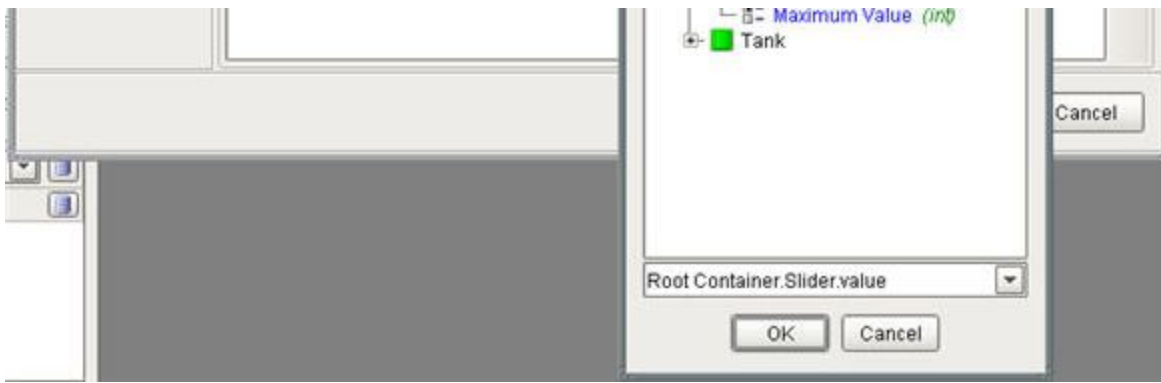 Maximum Value (int)
Tank
Cancel
Root Container.Slider.value
OK Cancel